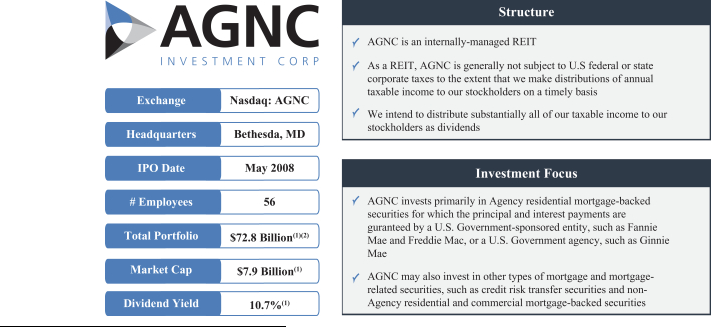 AGNC
INVESTMENT CORP
Exchange Nasdaq: AGNC
Headquarters Bethesda, MD
IPO Date May 2008
# Employees 56
Total Portfolio $72.8 Billion(1)(2)
Market Cap $7.9 Billion(1)
Dividend Yield 10.7%(1)
Structure
AGNC is an internally-managed REIT
As a REIT, AGNC is generally not subject to U.S federal or state
corporate taxes to the extent that we make distributions of annual
taxable income to our stockholders on a timely basis
We intend to distribute substantially all of our taxable income to our
stockholders as dividends
Investment Focus
AGNC invests primarily in Agency residential mortgage-backed
securities for which the principal and interest payments are
guranteed by a U.S. Government-sponsored entity, such as Fannie
Mae and Freddie Mac, or a U.S. Government agency, such as Ginnie
Mae
AGNC may also invest in other types of mortgage and mortgage-
related securities, such as credit risk transfer securities and non-
Agency residential and commercial mortgage-backed securities